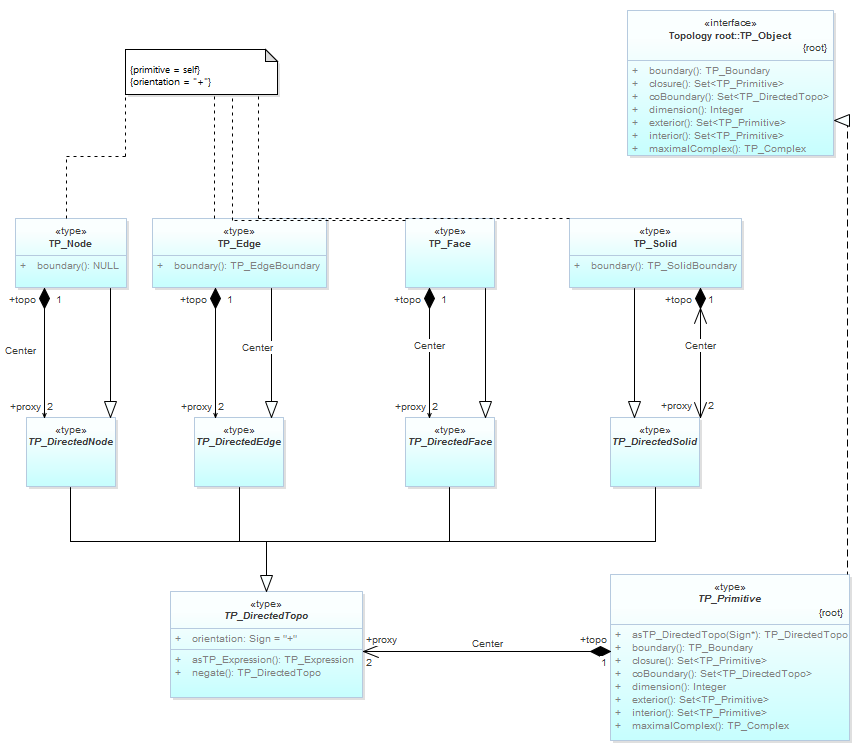 «interface»
Topology root::TP_Object
{root}
+ boundary(): TP_Boundary
+ closure(): Set<TP_Primitive>
+ coBoundary(): Set<TP_DirectedTopo>
+ dimension(): Integer
+ exterior(): Set<TP_Primitive>
+ interior(): Set<TP_Primitive>
+ maximalComplex(): TP_Complex
{primitive = self}
{orientation = "+"}
«type»
TP_Node
+ boundary(): NULL
«type»
TP_Edge
+ boundary(): TP_EdgeBoundary
«type»
TP_Face
«type»
TP_Solid
+ boundary(): TP_SolidBoundary
+topo 1
Center
+proxy 2
+topo 1
Center
+proxy 2
+topo 1
Center
+proxy 2
+topo 1
Center
+proxy 2
«type»
TP_DirectedNode
«type»
TP_DirectedEdge
«type»
TP_DirectedFace
«type»
TP_DirectedSolid
«type»
TP_DirectedTopo
+ orientation: Sign = "+"
+ asTP_Expression(): TP_Expression
+ negate(): TP_DirectedTopo
+proxy
2
Center
+topo
1
«type»
TP_Primitive
{root}
+ asTP_DirectedTopo(Sign*): TP_DirectedTopo
+ boundary(): TP_Boundary
+ closure(): Set<TP_Primitive>
+ coBoundary(): Set<TP_DirectedTopo>
+ dimension(): Integer
+ exterior(): Set<TP_Primitive>
+ interior(): Set<TP_Primitive>
+ maximalComplex(): TP_Complex